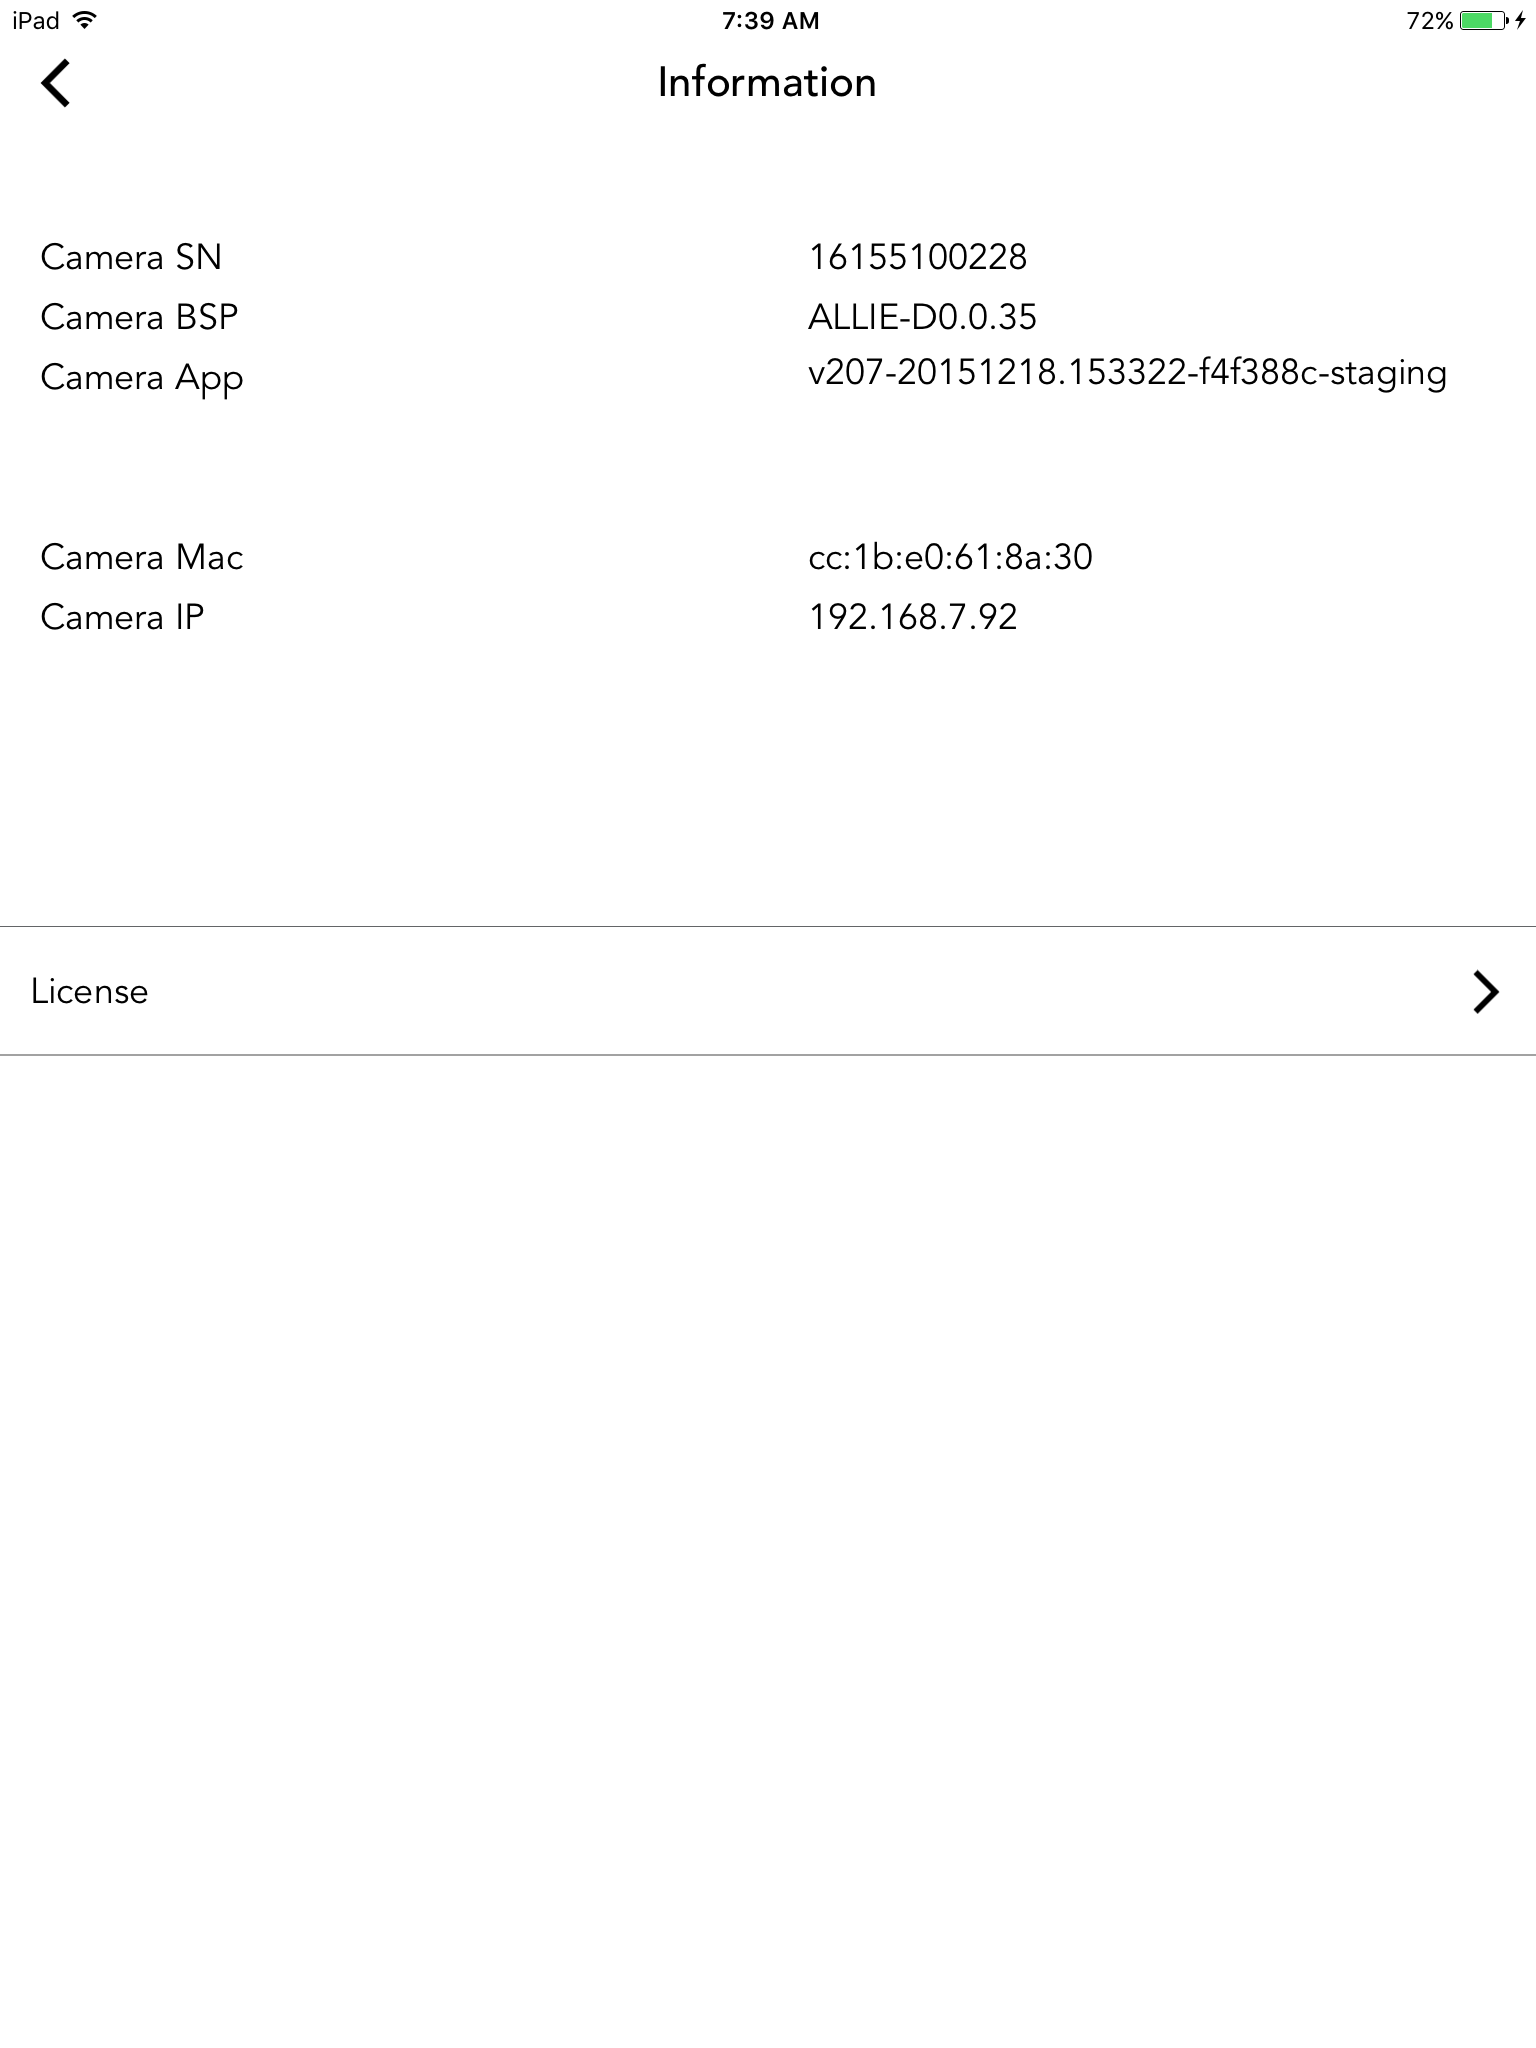 iPad 7:39 AM 72%
Information
Camera SN 16155100228
Camera BSP ALLIE-D0.0.35
Camera App v207-20151218.153322-f4f388c-staging
Camera Mac cc:1b:e0:61:8a:30
Camera IP 192.168.7.92
License